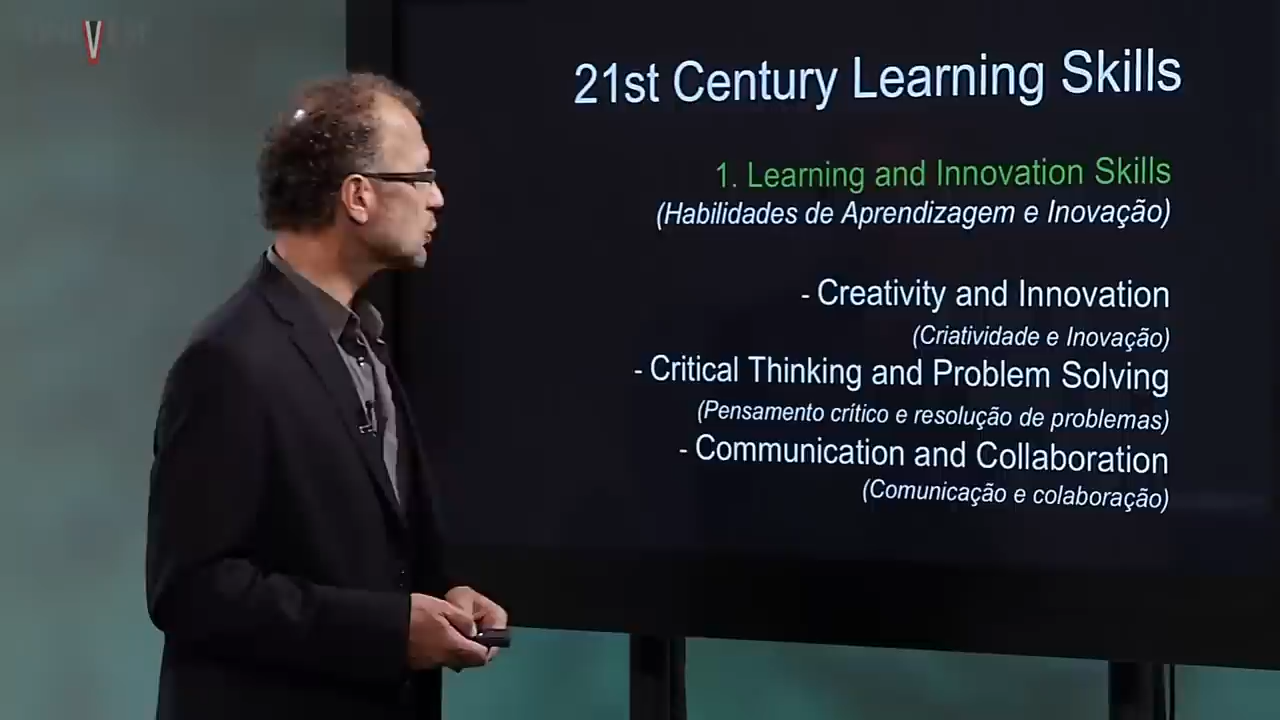 21st Century Learning Skills
1. Learning and Innovation Skills
(Habilidades de Aprendizagem e Inovação)
- Creativity and Innovation
(Criatividade e Inovação)
- Critical Thinking and Problem Solving
(Pensamento crítico e resolução de problemas)
- Communication and Collaboration
(Comunicação e colaboração)